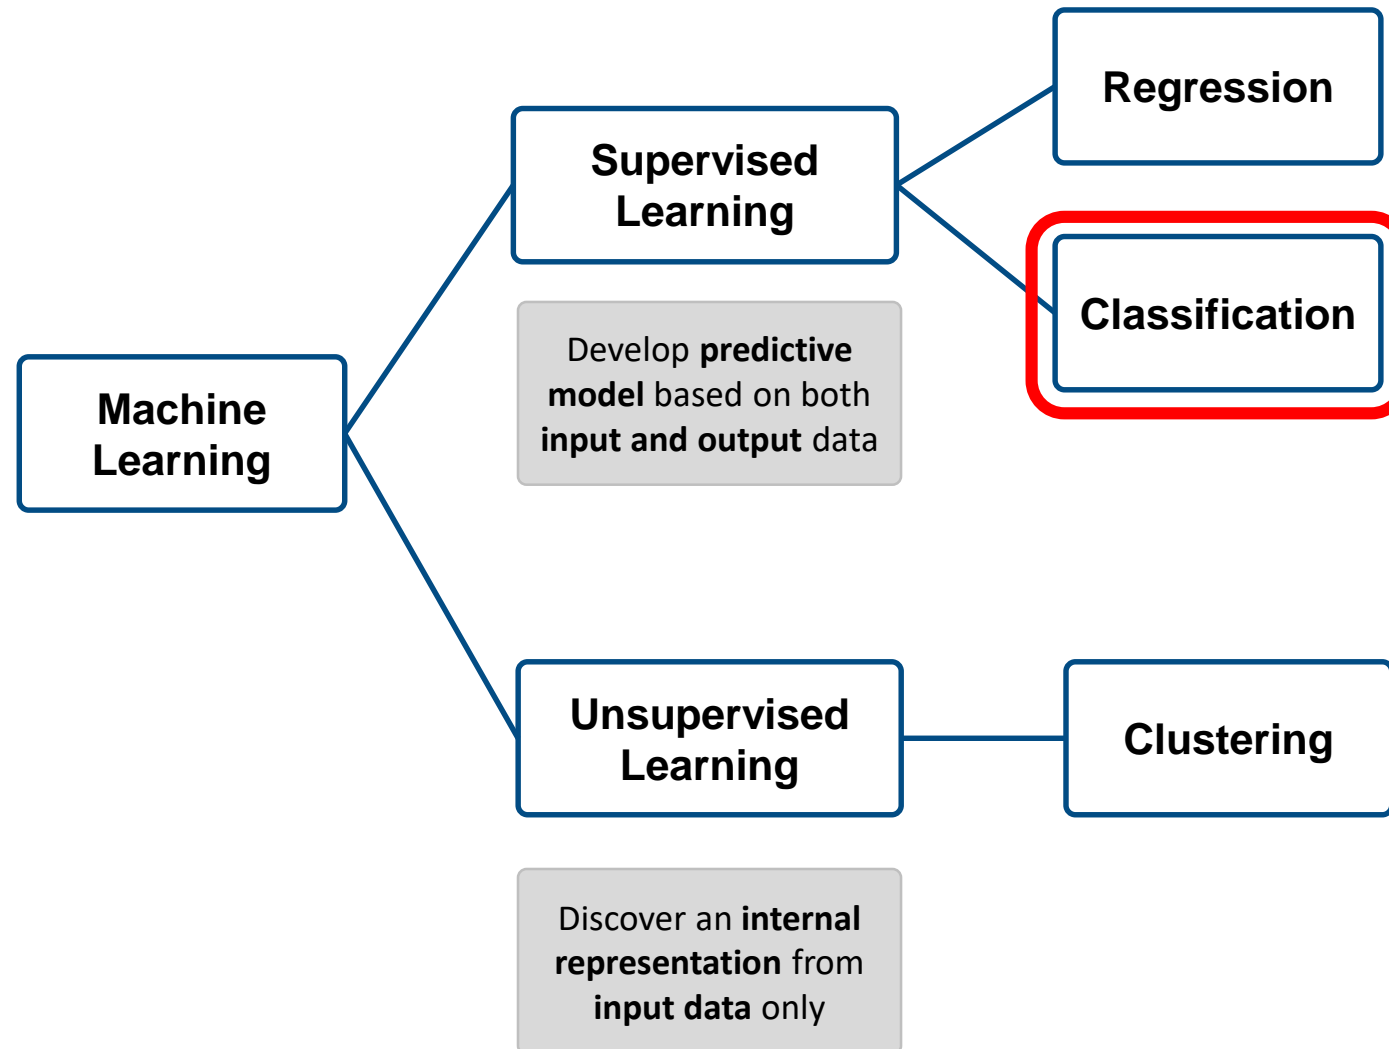 Machine
Learning
Supervised
Learning
Develop predictive
model based on both
input and output data
Regression
Classification
Unsupervised
Learning
Discover an internal
representation from
input data only
Clustering